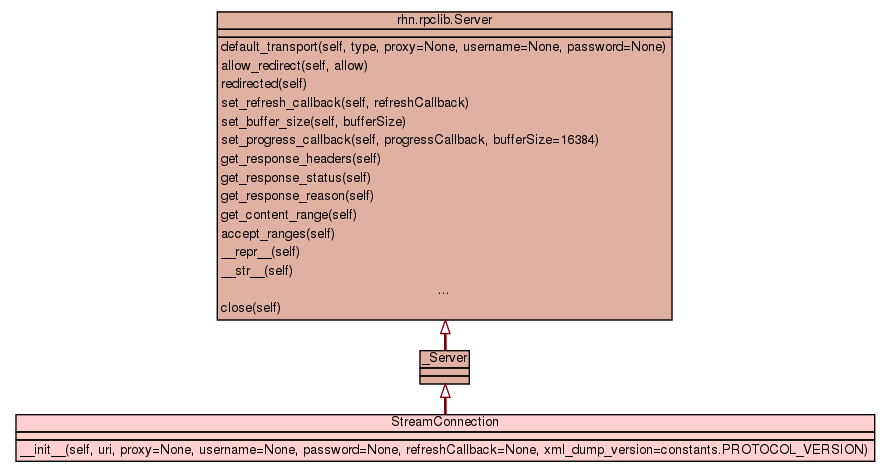 rhn.rpclib.Server
default_transport(self, type, proxy=None, username=None, password=None)
allow_redirect(self, allow)
redirected(self)
set_refresh_callback(self, refreshCallback)
set_buffer_size(self, bufferSize)
set_progress_callback(self, progressCallback, bufferSize=16384)
get_response_headers(self)
get_response_status(self)
get_response_reason(self)
get_content_range(self)
accept_ranges(self)
__repr__(self)
__str__(self)
...
close(self)
_Server
StreamConnection
__init__(self, uri, proxy=None, username=None, password=None, refreshCallback=None, xml_dump_version=constants.PROTOCOL_VERSION)